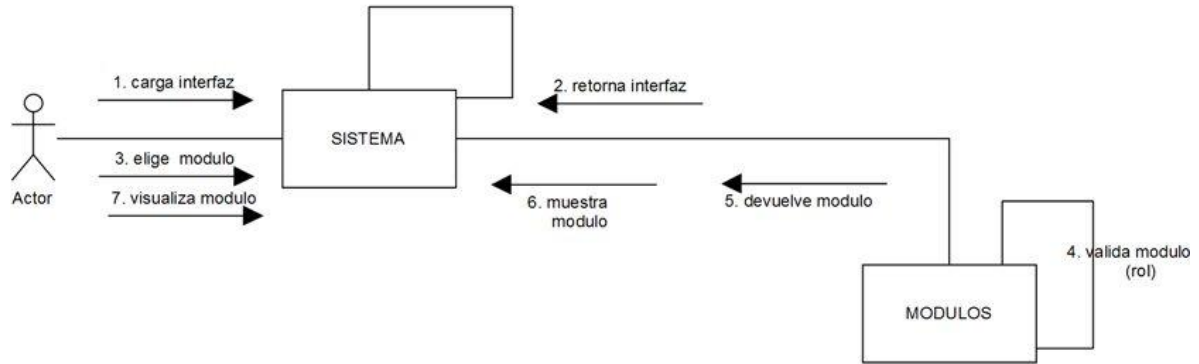 1. carga interfaz
2. retorna interfaz
SISTEMA
3. elige modulo
Actor
7. visualiza modulo
6. muestra
modulo
5. devuelve modulo
4. valida modulo
(rol)
MODULOS